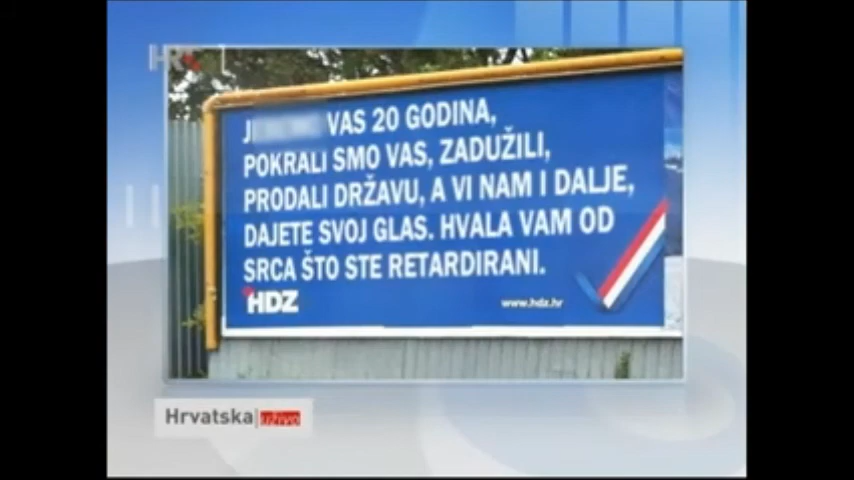 HRT
J VAS 20 GODINA,
POKRALI SMO VAS, ZADUŽILI,
PRODALI DRŽAVU, A VI NAM I DALJE,
DAJETE SVOJ GLAS. HVALA VAM OD
SRCA ŠTO STE RETARDIRANI.
HDZ
www.hdz.hr
Hrvatska uživo